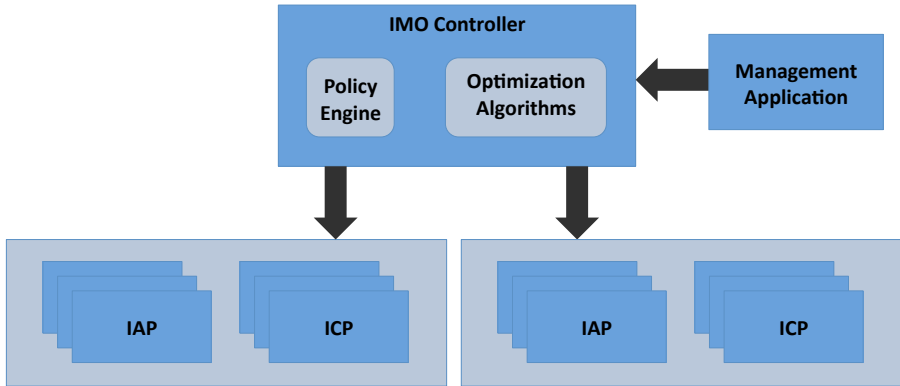 IMO Controller
Policy
Engine
Optimization
Algorithms
Management
Application
IAP
ICP
IAP
ICP